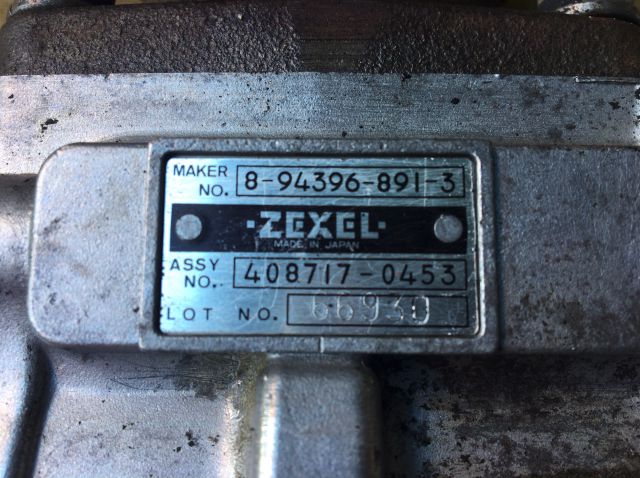 MAKER
NO. 8-94396-891-3
·ZEXEL·
MADE IN JAPAN
ASSY
NO. 408717-0453
LOT NO. 66930